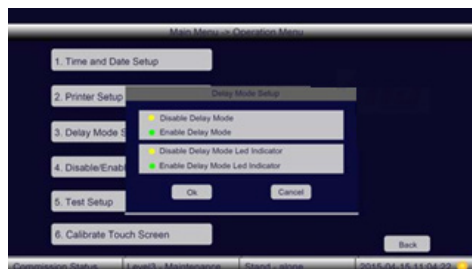 Main Menu -> Operation Menu
1. Time and Date Setup
2. Printer Setup
Delay Mode Setup
Disable Delay Mode
Enable Delay Mode
3. Delay Mode S
Disable Delay Mode Led Indicator
Enable Delay Mode Led Indicator
4. Disable/Enabl
Ok
Cancel
5. Test Setup
6. Calibrate Touch Screen
Back
Commission Status
Level3 - Maintenance
Stand - alone
2015-04-15 11:04:22